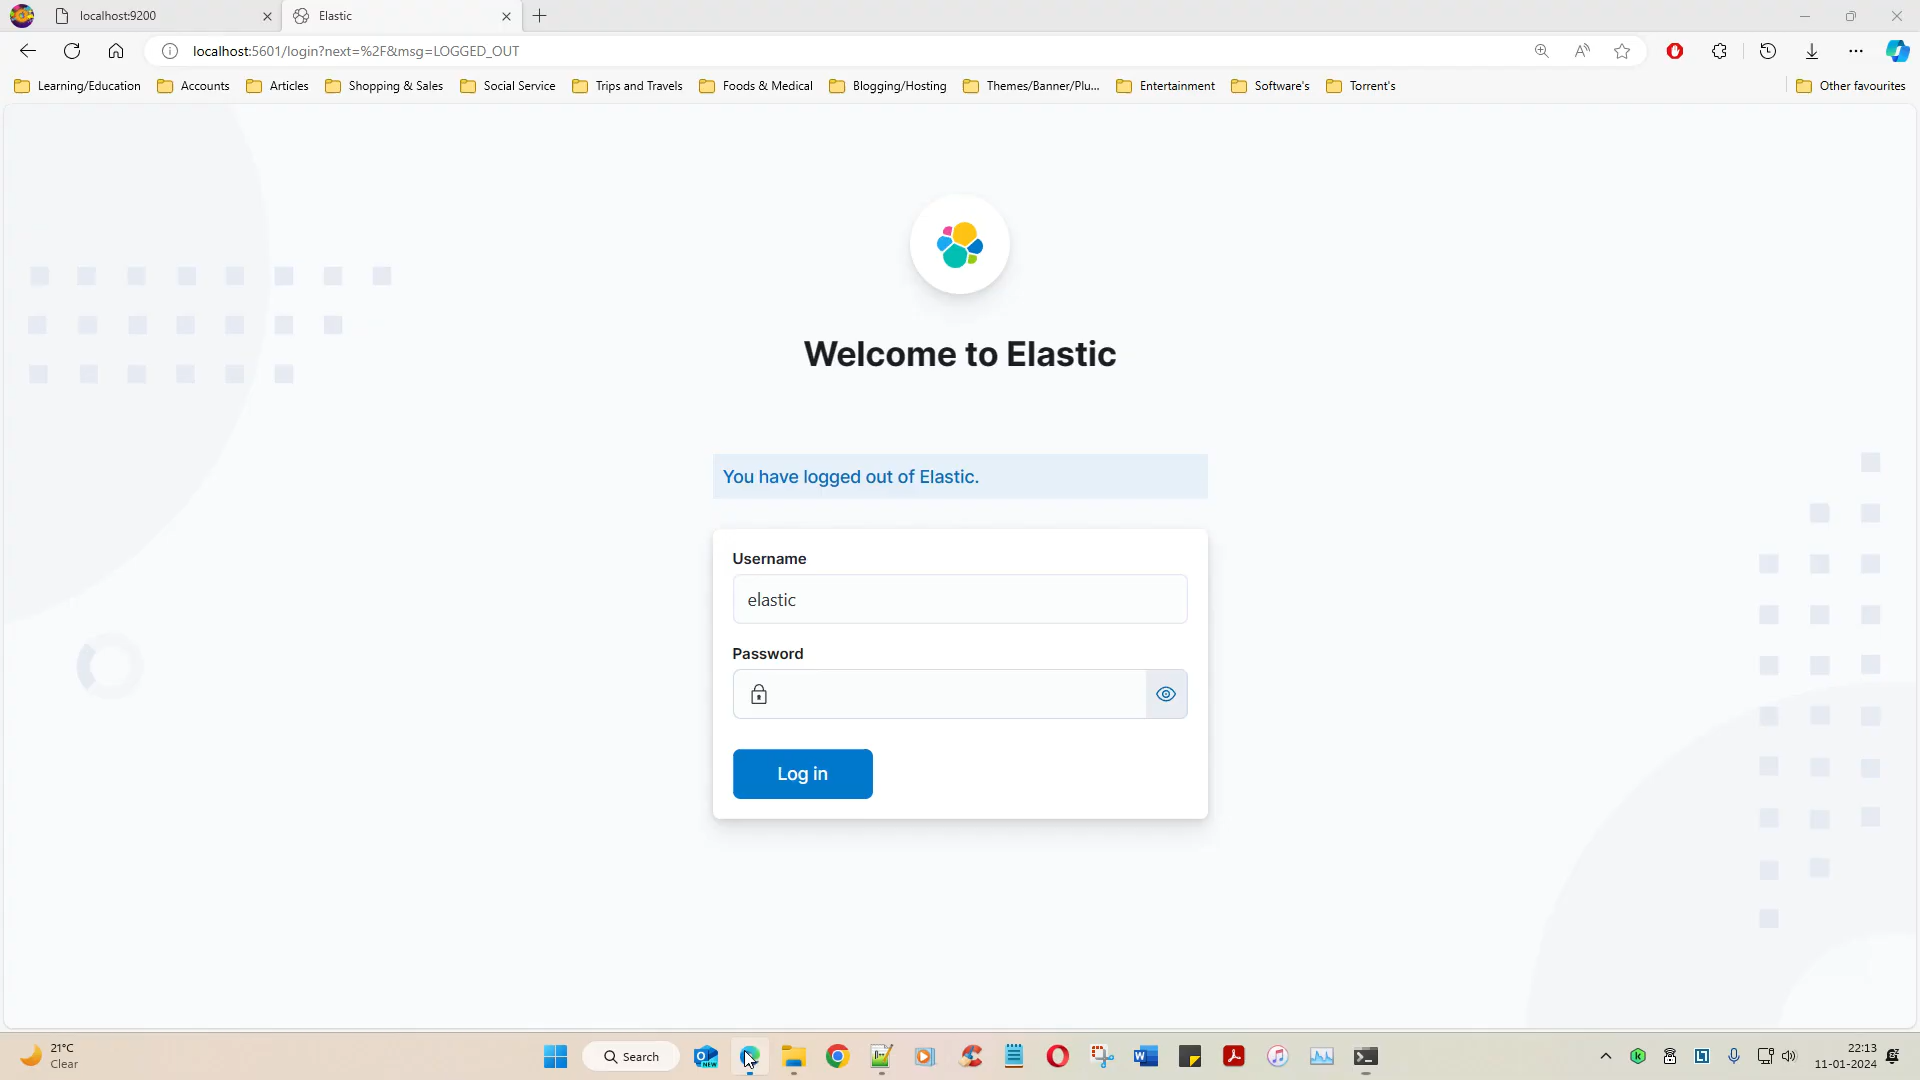 localhost:9200
Elastic
localhost:5601/login?next=%2F&msg=LOGGED_OUT
Learning/Education
Accounts
Articles
Shopping & Sales
Social Service
Trips and Travels
Foods & Medical
Blogging/Hosting
Themes/Banner/Plu...
Entertainment
Software's
Torrent's
Other favourites
Welcome to Elastic
You have logged out of Elastic.
Username
elastic
Password
Log in
21°C
Clear
Search
NEW
22:13
11-01-2024